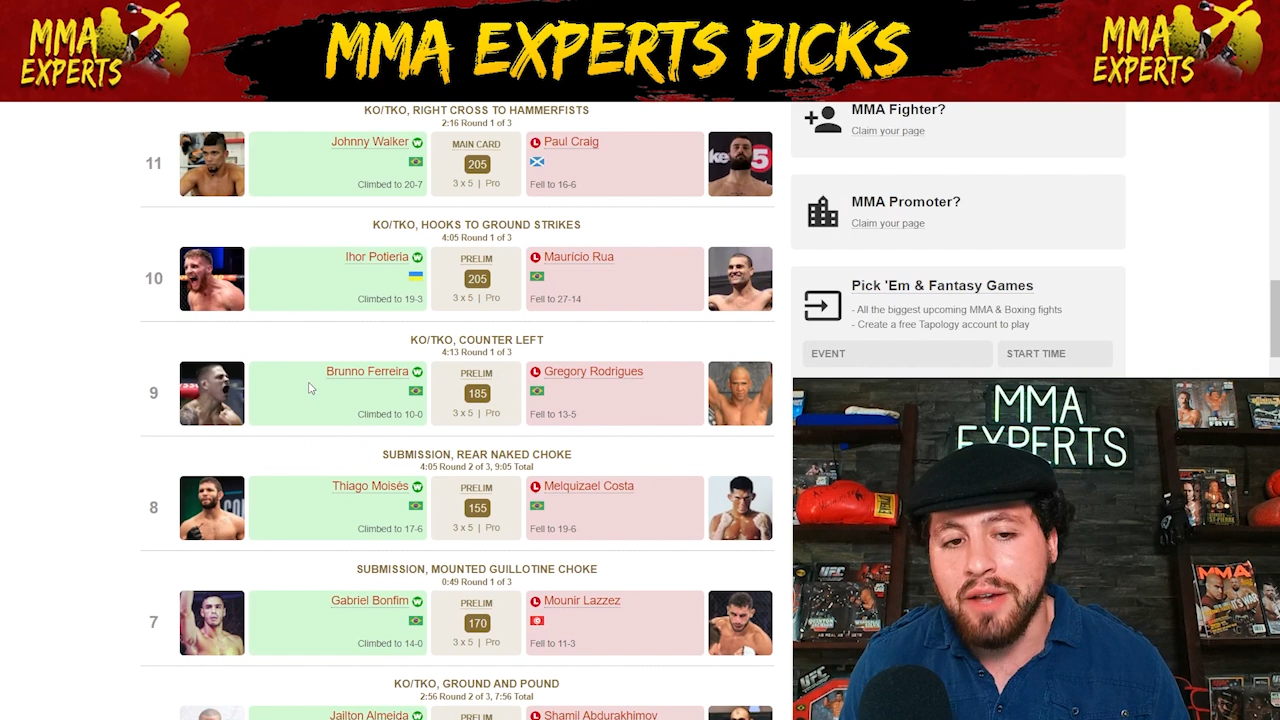 MMA EXPERTS
MMA EXPERTS PICKS
MMA EXPERTS
KO/TKO, RIGHT CROSS TO HAMMERFISTS
2:16 Round 1 of 3
11
Johnny Walker W
Climbed to 20-7
MAIN CARD
205
3 x 5 | Pro
L Paul Craig
Fell to 16-6
KO/TKO, HOOKS TO GROUND STRIKES
4:05 Round 1 of 3
10
Ihor Potieria W
Climbed to 19-3
PRELIM
205
3 x 5 | Pro
L Maurício Rua
Fell to 27-14
KO/TKO, COUNTER LEFT
4:13 Round 1 of 3
9
Brunno Ferreira W
Climbed to 10-0
PRELIM
185
3 x 5 | Pro
L Gregory Rodrigues
Fell to 13-5
SUBMISSION, REAR NAKED CHOKE
4:05 Round 2 of 3, 9:05 Total
8
Thiago Moisés W
Climbed to 17-6
PRELIM
155
3 x 5 | Pro
L Melquizael Costa
Fell to 19-6
SUBMISSION, MOUNTED GUILLOTINE CHOKE
0:49 Round 1 of 3
7
Gabriel Bonfim W
Climbed to 14-0
PRELIM
170
3 x 5 | Pro
L Mounir Lazzez
Fell to 11-3
KO/TKO, GROUND AND POUND
2:56 Round 2 of 3, 7:56 Total
Jailton Almeida W
PRELIM
L Shamil Abdurakhimov
MMA Fighter?
Claim your page
MMA Promoter?
Claim your page
Pick 'Em & Fantasy Games
- All the biggest upcoming MMA & Boxing fights
- Create a free Tapology account to play
EVENT
START TIME
MMA
EXPERTS
UFC
MMA